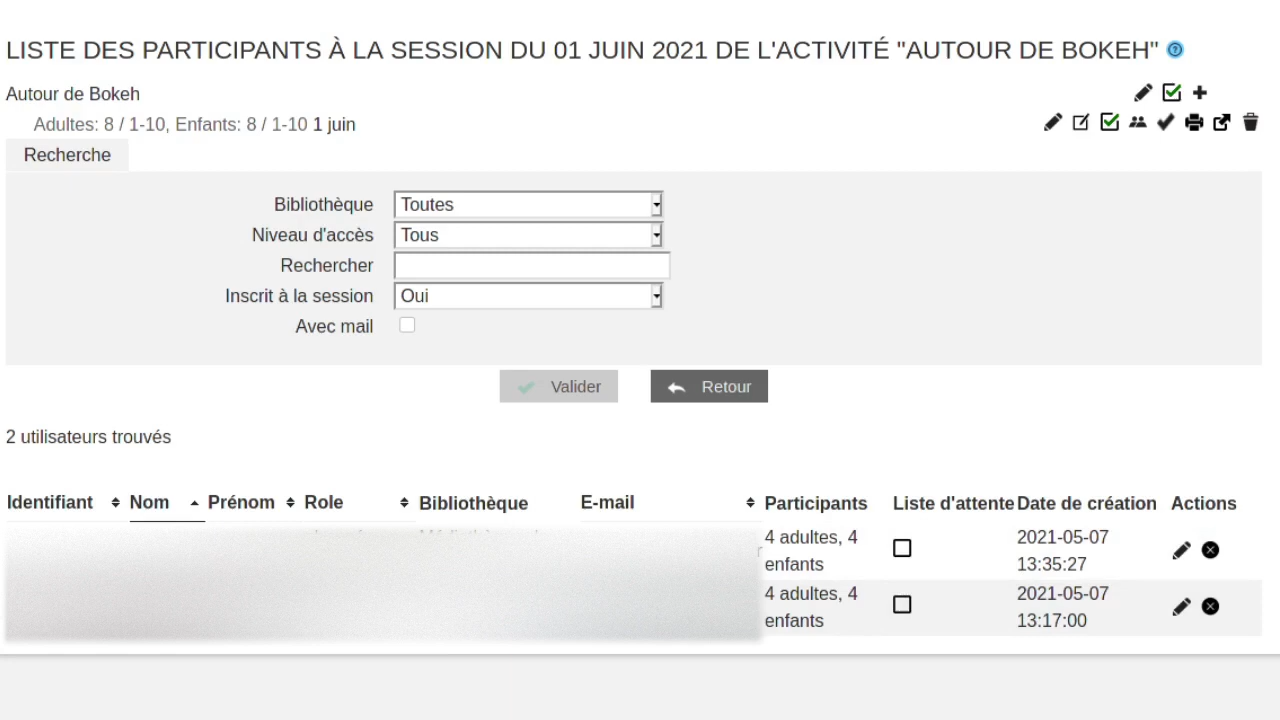 LISTE DES PARTICIPANTS À LA SESSION DU 01 JUIN 2021 DE L'ACTIVITÉ "AUTOUR DE BOKEH"
Autour de Bokeh
Adultes: 8 / 1-10, Enfants: 8 / 1-10 1 juin
Recherche
Bibliothèque Toutes
Niveau d'accès Tous
Rechercher
Inscrit à la session Oui
Avec mail
Valider Retour
2 utilisateurs trouvés
Identifiant Nom Prénom Role Bibliothèque E-mail Participants Liste d'attente Date de création Actions
4 adultes, 4 2021-05-07
enfants 13:35:27
4 adultes, 4 2021-05-07
enfants 13:17:00